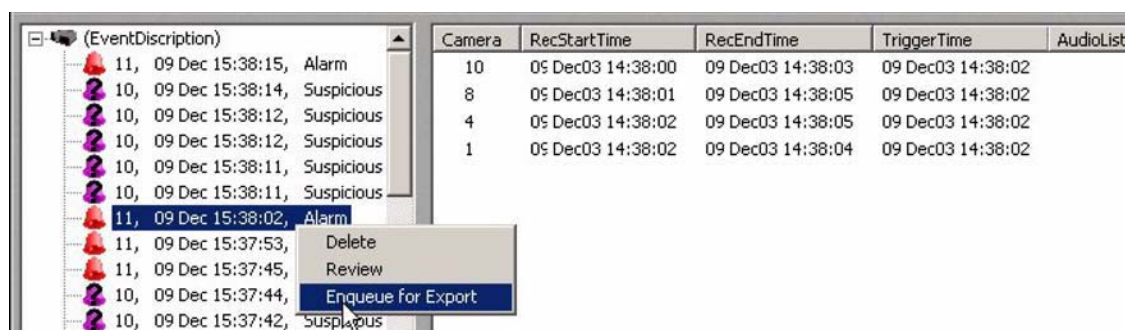 (EventDiscription)
11, 09 Dec 15:38:15, Alarm
10, 09 Dec 15:38:14, Suspicious
10, 09 Dec 15:38:12, Suspicious
10, 09 Dec 15:38:12, Suspicious
10, 09 Dec 15:38:11, Suspicious
10, 09 Dec 15:38:11, Suspicious
11, 09 Dec 15:38:02, Alarm
11, 09 Dec 15:37:53,
11, 09 Dec 15:37:45,
10, 09 Dec 15:37:44,
10, 09 Dec 15:37:42, Suspicious
Delete
Review
Enqueue for Export
Camera RecStartTime RecEndTime TriggerTime AudioList
10 09 Dec03 14:38:00 09 Dec03 14:38:03 09 Dec03 14:38:02
8 09 Dec03 14:38:01 09 Dec03 14:38:05 09 Dec03 14:38:02
4 09 Dec03 14:38:02 09 Dec03 14:38:05 09 Dec03 14:38:02
1 09 Dec03 14:38:02 09 Dec03 14:38:04 09 Dec03 14:38:02